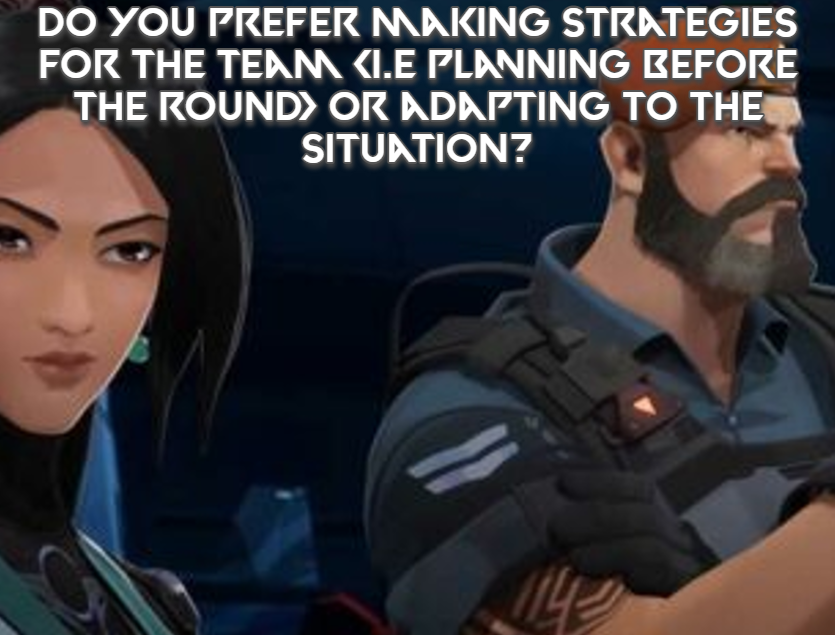 DO YOU PREFER MAKING STRATEGIES
FOR THE TEAM <I.E PLANNING BEFORE
THE ROUND> OR ADAPTING TO THE
SITUATION?